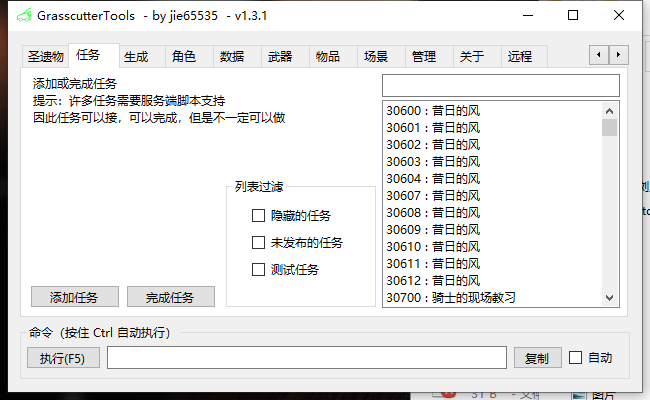 GrasscutterTools - by jie65535 - v1.3.1
圣遗物 任务 生成 角色 数据 武器 物品 场景 管理 关于 远程
添加或完成任务
提示：许多任务需要服务端脚本支持
因此任务可以接，可以完成，但是不一定可以做
列表过滤
隐藏的任务
未发布的任务
测试任务
添加任务 完成任务
30600 : 昔日的风
30601 : 昔日的风
30602 : 昔日的风
30603 : 昔日的风
30604 : 昔日的风
30607 : 昔日的风
30608 : 昔日的风
30609 : 昔日的风
30610 : 昔日的风
30611 : 昔日的风
30612 : 昔日的风
30700 : 骑士的现场教习
命令（按住 Ctrl 自动执行）
执行(F5) 复制 自动
图片